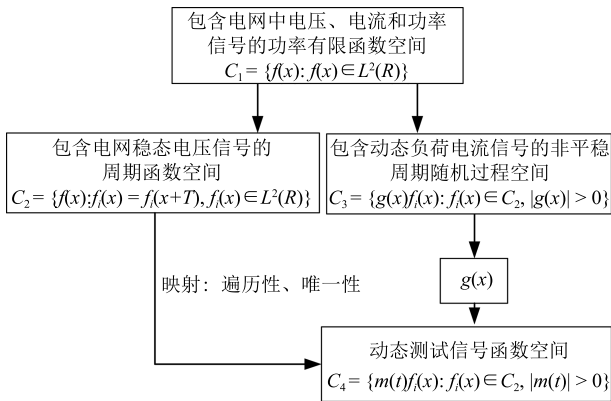 包含电网中电压、电流和功率
信号的功率有限函数空间
C₁ = {f(x): f(x)∈L²(R)}
包含电网稳态电压信号的
周期函数空间
C₂ = {f(x):fᵢ(x) = fᵢ(x+T), fᵢ(x)∈L²(R)}
包含动态负荷电流信号的非平稳
周期随机过程空间
C₃ = {g(x)fᵢ(x): fᵢ(x)∈C₂, |g(x)| > 0}
映射：遍历性、唯一性
g(x)
动态测试信号函数空间
C₄ = {m(t)fᵢ(x): fᵢ(x)∈C₂, |m(t)| > 0}